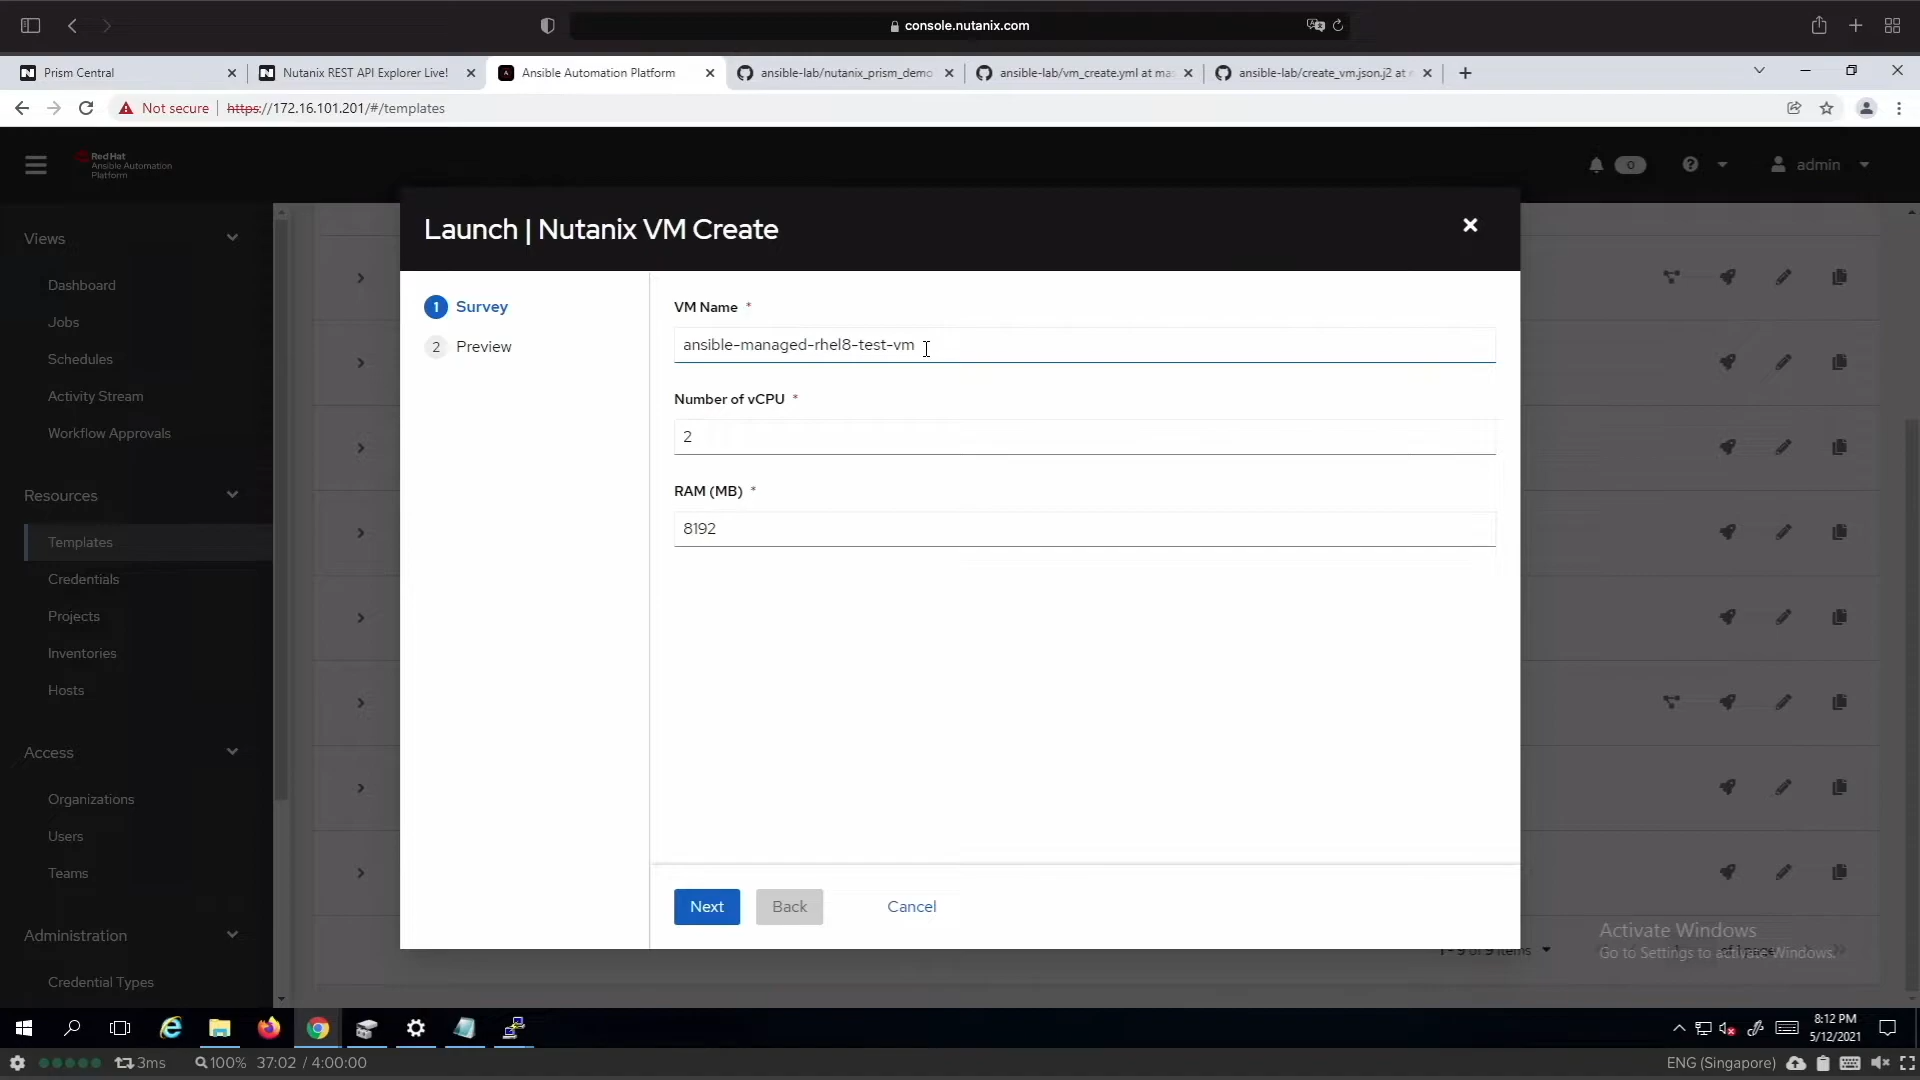 console.nutanix.com
Prism Central
Nutanix REST API Explorer Live!
Ansible Automation Platform
ansible-lab/nutanix_prism_demo
ansible-lab/vm_create.yml at ma
ansible-lab/create_vm.json.j2 at
Not secure
https://172.16.101.201/#/templates
Red Hat
Ansible Automation
Platform
0
admin
Views
Dashboard
Jobs
Schedules
Activity Stream
Workflow Approvals
Resources
Templates
Credentials
Projects
Inventories
Hosts
Access
Organizations
Users
Teams
Administration
Credential Types
Launch | Nutanix VM Create
1 Survey
2 Preview
VM Name *
ansible-managed-rhel8-test-vm
Number of vCPU *
2
RAM (MB) *
8192
Next
Back
Cancel
1 - 9 of 9 items
Activate Windows
Go to Settings to activate Windows.
8:12 PM
5/12/2021
3ms
100%
37:02 / 4:00:00
ENG (Singapore)